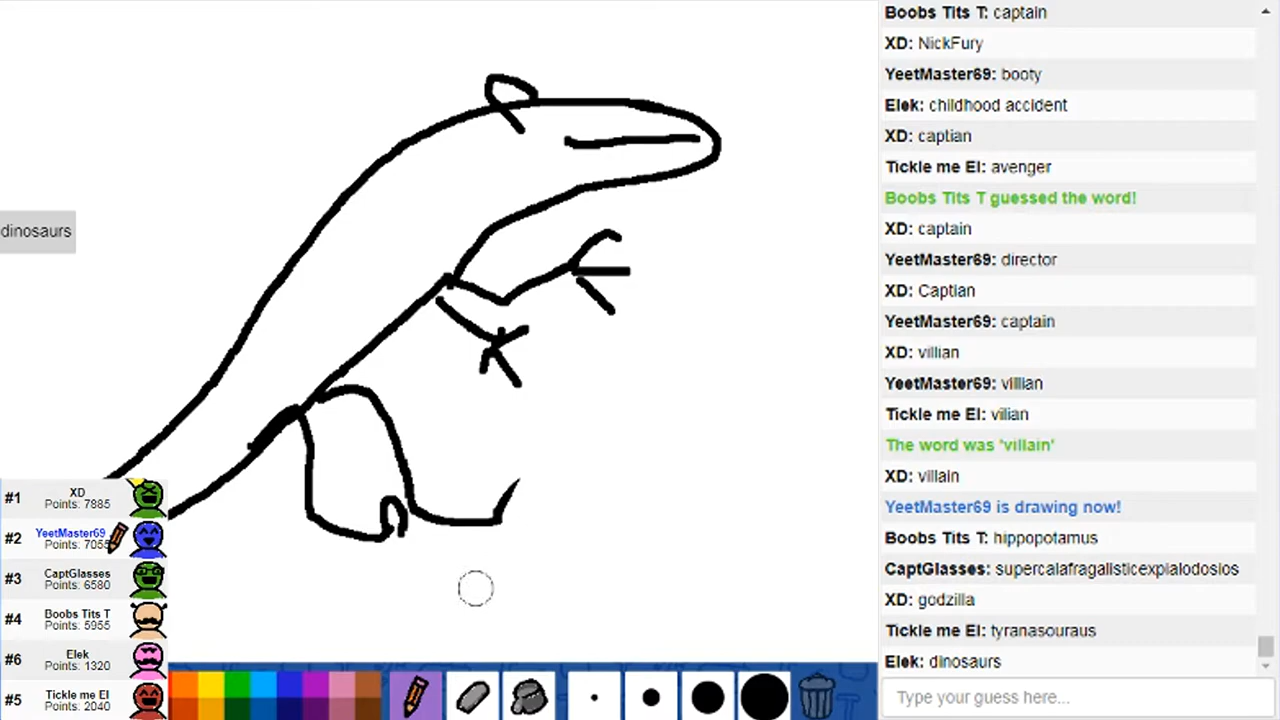 dinosaurs
#1
XD
Points: 7885
#2
YeetMaster69
Points: 7055
#3
CaptGlasses
Points: 6580
#4
Boobs Tits T
Points: 5955
#6
Elek
Points: 1320
#5
Tickle me El
Points: 2040
Boobs Tits T: captain
XD: NickFury
YeetMaster69: booty
Elek: childhood accident
XD: captian
Tickle me El: avenger
Boobs Tits T guessed the word!
XD: captain
YeetMaster69: director
XD: Captian
YeetMaster69: captain
XD: villian
YeetMaster69: villian
Tickle me El: vilian
The word was 'villain'
XD: villain
YeetMaster69 is drawing now!
Boobs Tits T: hippopotamus
CaptGlasses: supercalafragalisticexpialodosios
XD: godzilla
Tickle me El: tyranasouraus
Elek: dinosaurs
Type your guess here...